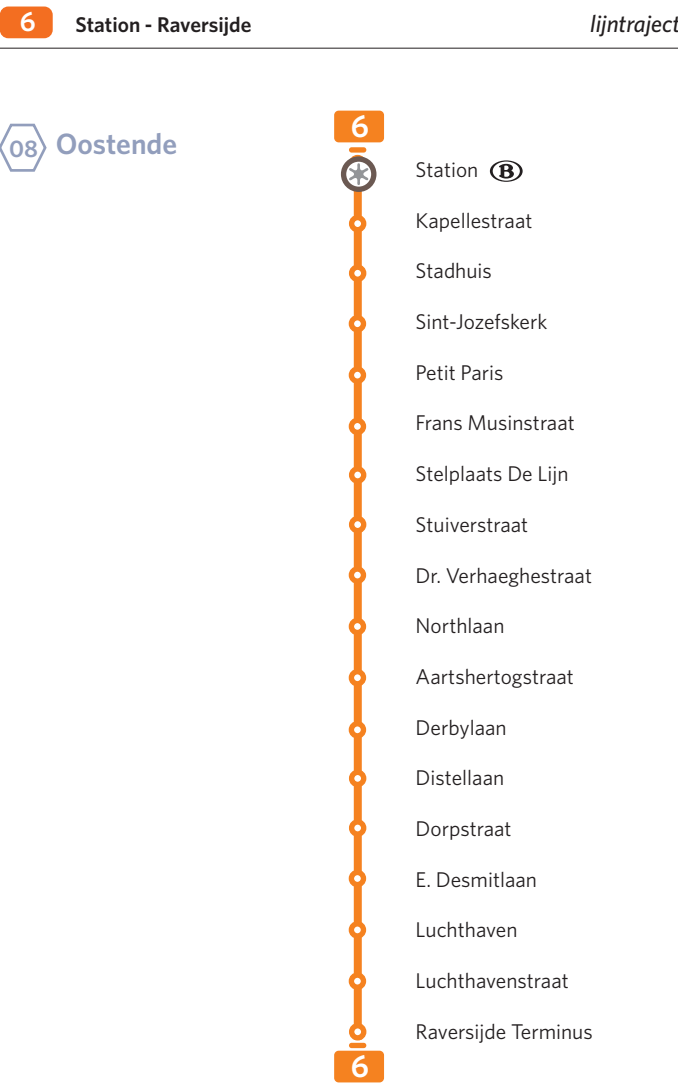 6 Station - Raversijde lijntraject
08 Oostende
6
Station B
Kapellestraat
Stadhuis
Sint-Jozefskerk
Petit Paris
Frans Musinstraat
Stelplaats De Lijn
Stuiverstraat
Dr. Verhaeghestraat
Northlaan
Aartshertogstraat
Derbylaan
Distellaan
Dorpstraat
E. Desmitlaan
Luchthaven
Luchthavenstraat
Raversijde Terminus
6